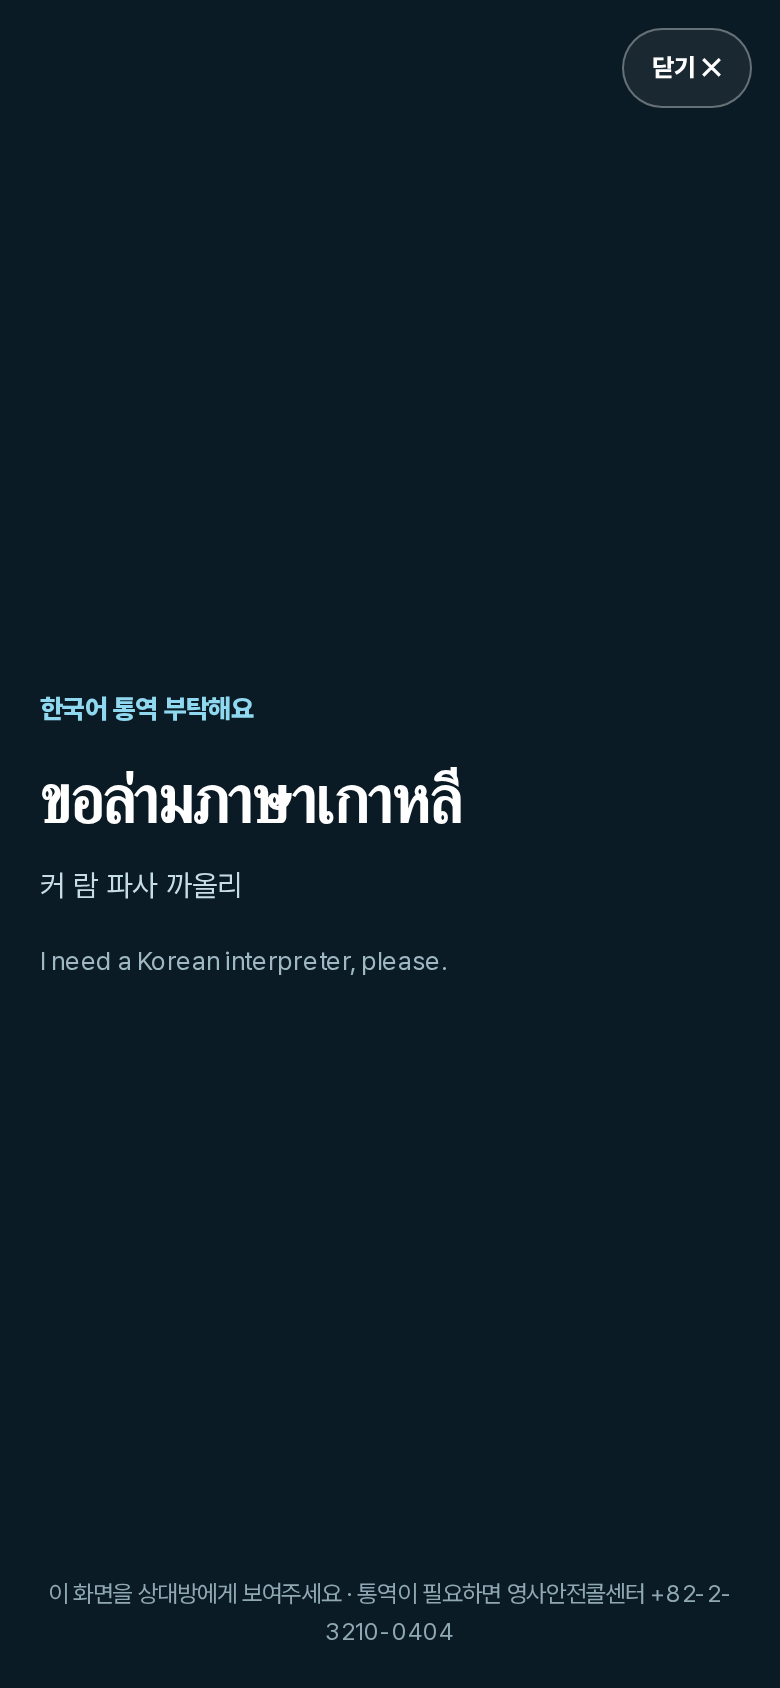 닫기 ✕
한국어 통역 부탁해요
ขอล่ามภาษาเกาหลี
커 람 파사 까올리
I need a Korean interpreter, please.
이 화면을 상대방에게 보여주세요 · 통역이 필요하면 영사안전콜센터 +82-2-
3210-0404